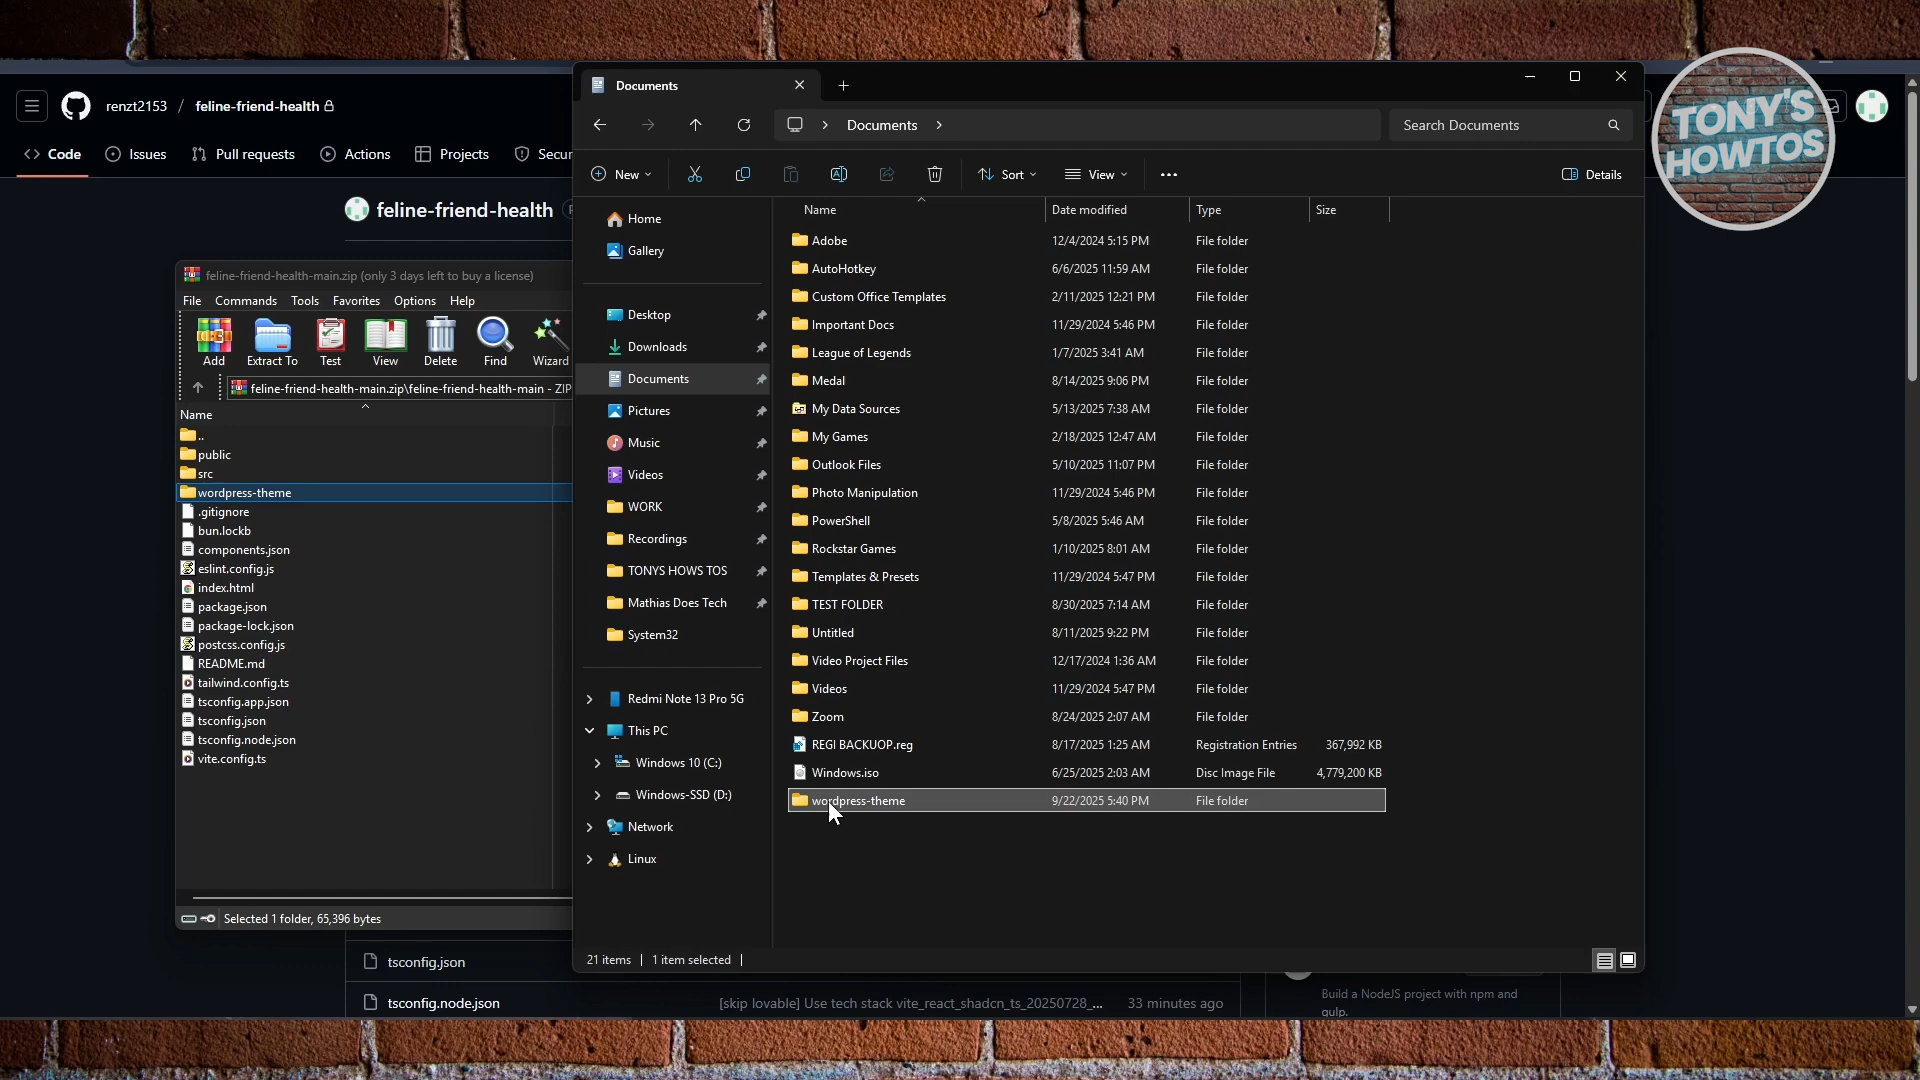 renzt2153 / feline-friend-health
Code
Issues
Pull requests
Actions
Projects
Secur
feline-friend-health
feline-friend-health-main.zip (only 3 days left to buy a license)
File Commands Tools Favorites Options Help
Add
Extract To
Test
View
Delete
Find
Wizard
feline-friend-health-main.zip\feline-friend-health-main - ZIP
Name
..
public
src
wordpress-theme
.gitignore
bun.lockb
components.json
eslint.config.js
index.html
package.json
package-lock.json
postcss.config.js
README.md
tailwind.config.ts
tsconfig.app.json
tsconfig.json
tsconfig.node.json
vite.config.ts
Selected 1 folder, 65,396 bytes
tsconfig.json
tsconfig.node.json
[skip lovable] Use tech stack vite_react_shadcn_ts_20250728_...
33 minutes ago
Build a NodeJS project with npm and
gulp.
Documents
Documents
Search Documents
New
Sort
View
Details
Home
Gallery
Desktop
Downloads
Documents
Pictures
Music
Videos
WORK
Recordings
TONYS HOWS TOS
Mathias Does Tech
System32
Redmi Note 13 Pro 5G
This PC
Windows 10 (C:)
Windows-SSD (D:)
Network
Linux
Name Date modified Type Size
Adobe 12/4/2024 5:15 PM File folder
AutoHotkey 6/6/2025 11:59 AM File folder
Custom Office Templates 2/11/2025 12:21 PM File folder
Important Docs 11/29/2024 5:46 PM File folder
League of Legends 1/7/2025 3:41 AM File folder
Medal 8/14/2025 9:06 PM File folder
My Data Sources 5/13/2025 7:38 AM File folder
My Games 2/18/2025 12:47 AM File folder
Outlook Files 5/10/2025 11:07 PM File folder
Photo Manipulation 11/29/2024 5:46 PM File folder
PowerShell 5/8/2025 5:46 AM File folder
Rockstar Games 1/10/2025 8:01 AM File folder
Templates & Presets 11/29/2024 5:47 PM File folder
TEST FOLDER 8/30/2025 7:14 AM File folder
Untitled 8/11/2025 9:22 PM File folder
Video Project Files 12/17/2024 1:36 AM File folder
Videos 11/29/2024 5:47 PM File folder
Zoom 8/24/2025 2:07 AM File folder
REGI BACKUOP.reg 8/17/2025 1:25 AM Registration Entries 367,992 KB
Windows.iso 6/25/2025 2:03 AM Disc Image File 4,779,200 KB
wordpress-theme 9/22/2025 5:40 PM File folder
21 items
1 item selected
TONY'S
HOWTOS